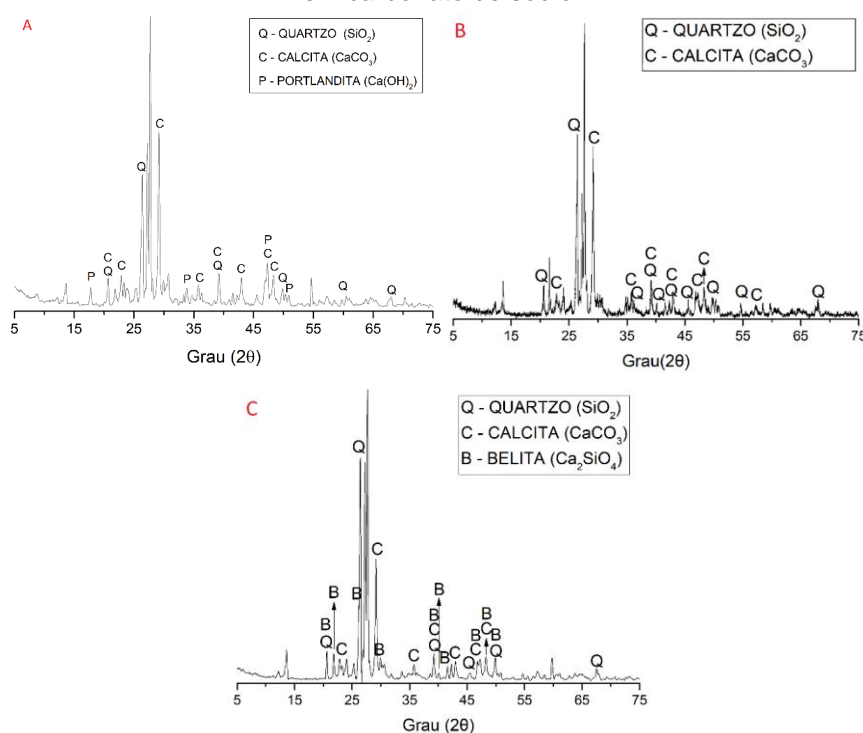 A
Q - QUARTZO (SiO₂)
C - CALCITA (CaCO₃)
P - PORTLANDITA (Ca(OH)₂)
C
Q
P
C
Q
C
P
C
C
Q
C
P
C
C
Q
P
Q
Q
5 15 25 35 45 55 65 75
Grau (2θ)
B
Q - QUARTZO (SiO₂)
C - CALCITA (CaCO₃)
Q
C
Q
C
C
Q
C
Q
Q
C
Q
Q
C
C
Q
Q
C
Q
5 15 25 35 45 55 65 75
Grau(2θ)
C
Q - QUARTZO (SiO₂)
C - CALCITA (CaCO₃)
B - BELITA (Ca₂SiO₄)
Q
C
B
Q
B
C
B
B
C
B
C
Q
B
B
C
Q
B
C
B
C
B
Q
Q
5 15 25 35 45 55 65 75
Grau (2θ)